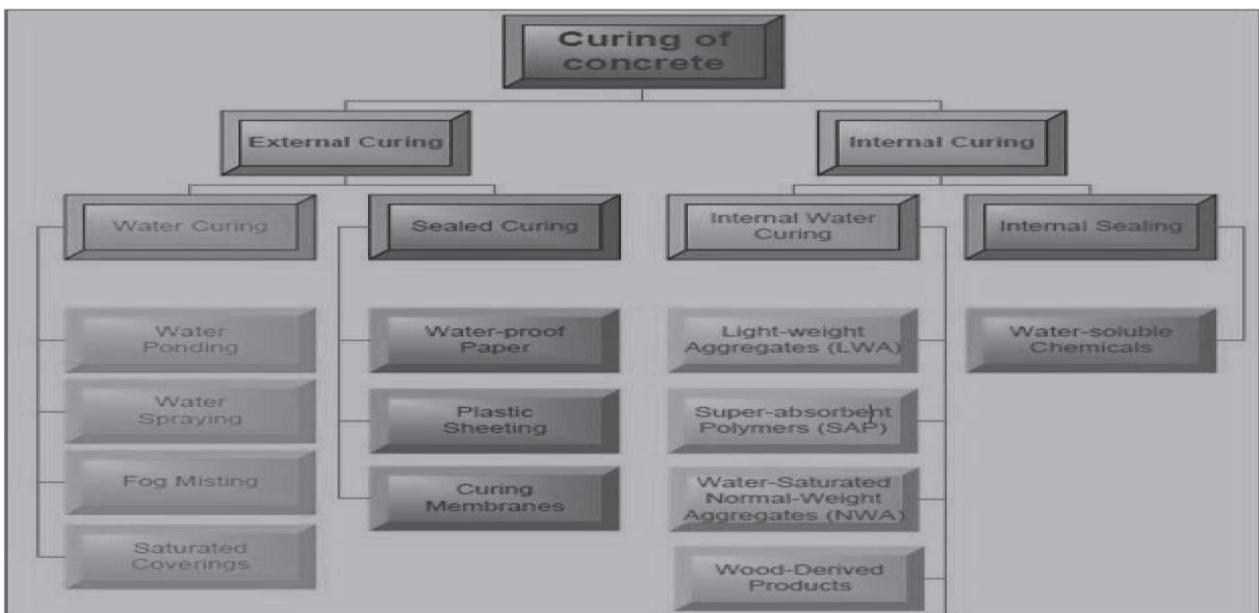 Curing of
concrete
External Curing
Internal Curing
Water Curing
Sealed Curing
Internal Water
Curing
Internal Sealing
Water
Ponding
Water-proof
Paper
Light-weight
Aggregates (LWA)
Water-soluble
Chemicals
Water
Spraying
Plastic
Sheeting
Super-absorbent
Polymers (SAP)
Fog Misting
Curing
Membranes
Water-Saturated
Normal-Weight
Aggregates (NWA)
Saturated
Coverings
Wood-Derived
Products